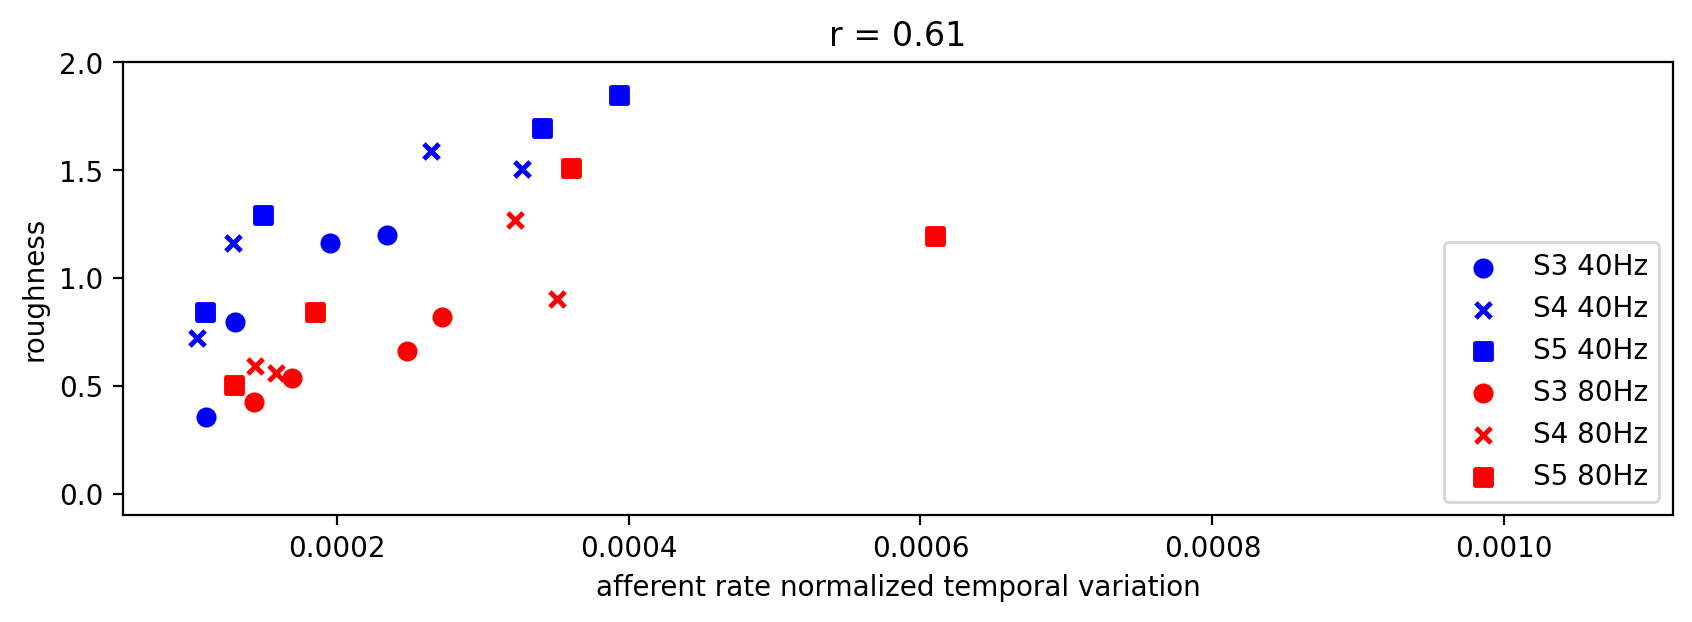 r = 0.61
2.0
1.5
1.0
0.5
0.0
roughness
0.0002 0.0004 0.0006 0.0008 0.0010
afferent rate normalized temporal variation
S3 40Hz
S4 40Hz
S5 40Hz
S3 80Hz
S4 80Hz
S5 80Hz